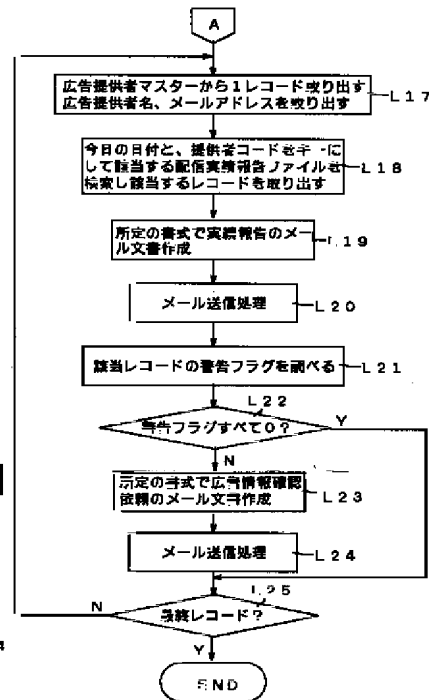 A
広告提供者マスターから1レコード取り出す
広告提供者名、メールアドレスを取り出す
L17
今日の日付と、提供者コードをキーに
して該当する配信実績報告ファイルを
検索し該当するレコードを取り出す
L18
所定の書式で実績報告のメー
ル文書作成
L19
メール送信処理
L20
該当レコードの警告フラグを調べる
L21
L22
警告フラグすべて0?
Y
N
所定の書式で広告情報確認
依頼のメール文書作成
L23
メール送信処理
L24
L25
N
最終レコード?
Y
END